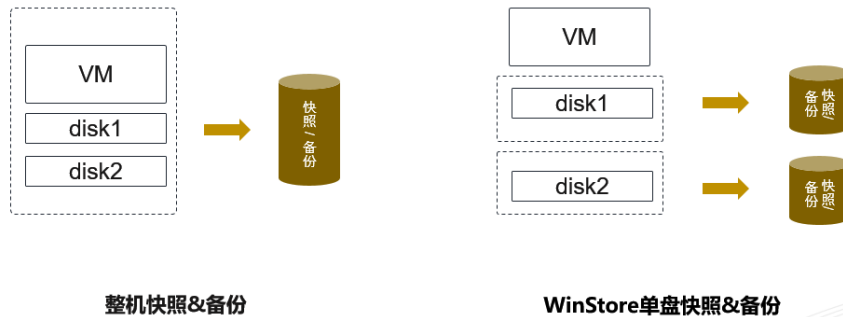 VM
disk1
disk2
快照/备份
整机快照&备份
VM
disk1
disk2
快照/
备份
快照/
备份
WinStore单盘快照&备份